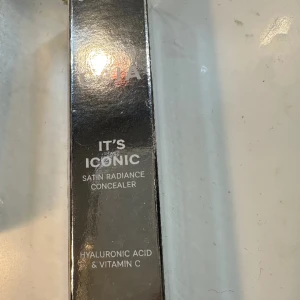 IT'S
ICONIC
SATIN RADIANCE
CONCEALER
HYALURONIC ACID
& VITAMIN C